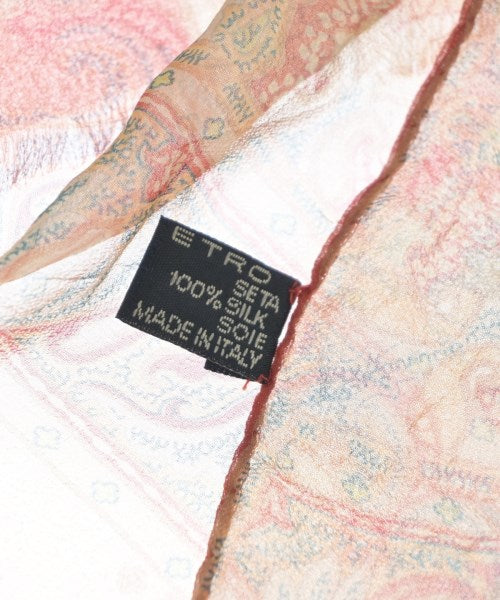 ETRO
SETA
100% SILK
SOIE
MADE IN ITALY